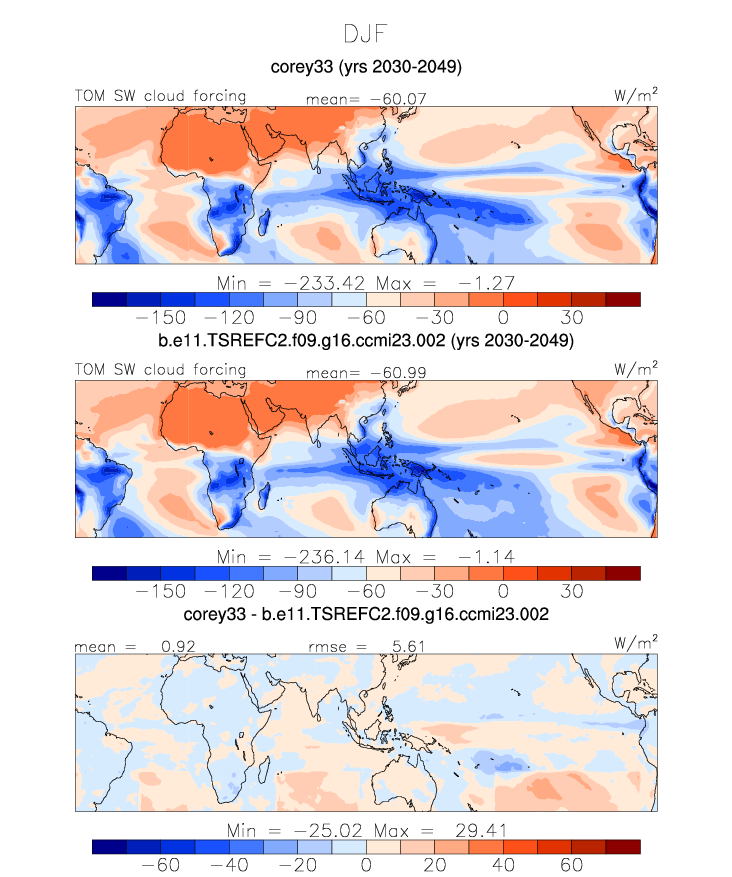 DJF
corey33 (yrs 2030-2049)
TOM SW cloud forcing mean= −60.07 W/m²
Min = −233.42 Max = −1.27
−150 −120 −90 −60 −30 0 30
b.e11.TSREFC2.f09.g16.ccmi23.002 (yrs 2030-2049)
TOM SW cloud forcing mean= −60.99 W/m²
Min = −236.14 Max = −1.14
−150 −120 −90 −60 −30 0 30
corey33 - b.e11.TSREFC2.f09.g16.ccmi23.002
mean = 0.92 rmse = 5.61 W/m²
Min = −25.02 Max = 29.41
−60 −40 −20 0 20 40 60